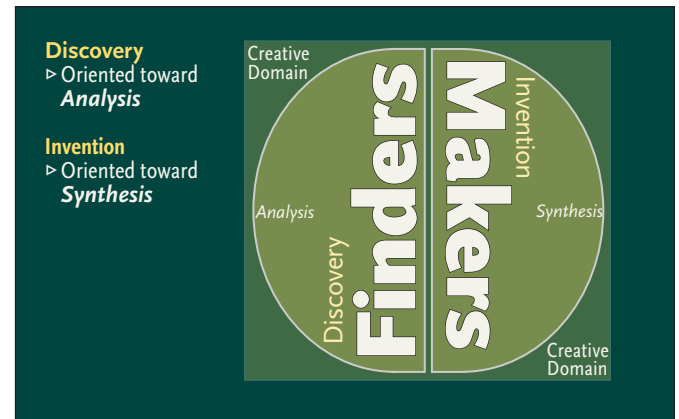 Discovery
▹ Oriented toward
Analysis
Invention
▹ Oriented toward
Synthesis
Creative
Domain
Analysis
Discovery
Finders
Makers
Invention
Synthesis
Creative
Domain